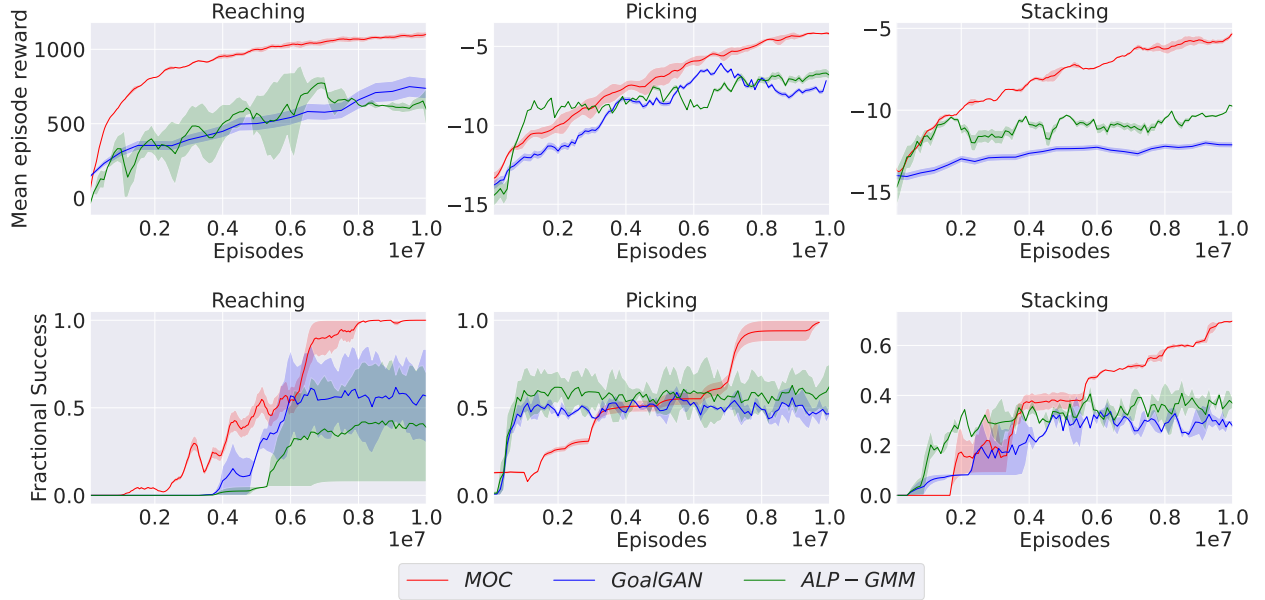 Reaching
Picking
Stacking
Mean episode reward
1000
500
0
−5
−10
−15
−5
−10
−15
0.2 0.4 0.6 0.8 1.0
0.2 0.4 0.6 0.8 1.0
0.2 0.4 0.6 0.8 1.0
Episodes
1e7
Episodes
1e7
Episodes
1e7
Reaching
Picking
Stacking
Fractional Success
1.0
0.5
0.0
1.0
0.5
0.0
0.6
0.4
0.2
0.0
0.2 0.4 0.6 0.8 1.0
0.2 0.4 0.6 0.8 1.0
0.2 0.4 0.6 0.8 1.0
1e7
Episodes
1e7
Episodes
1e7
MOC GoalGAN ALP − GMM